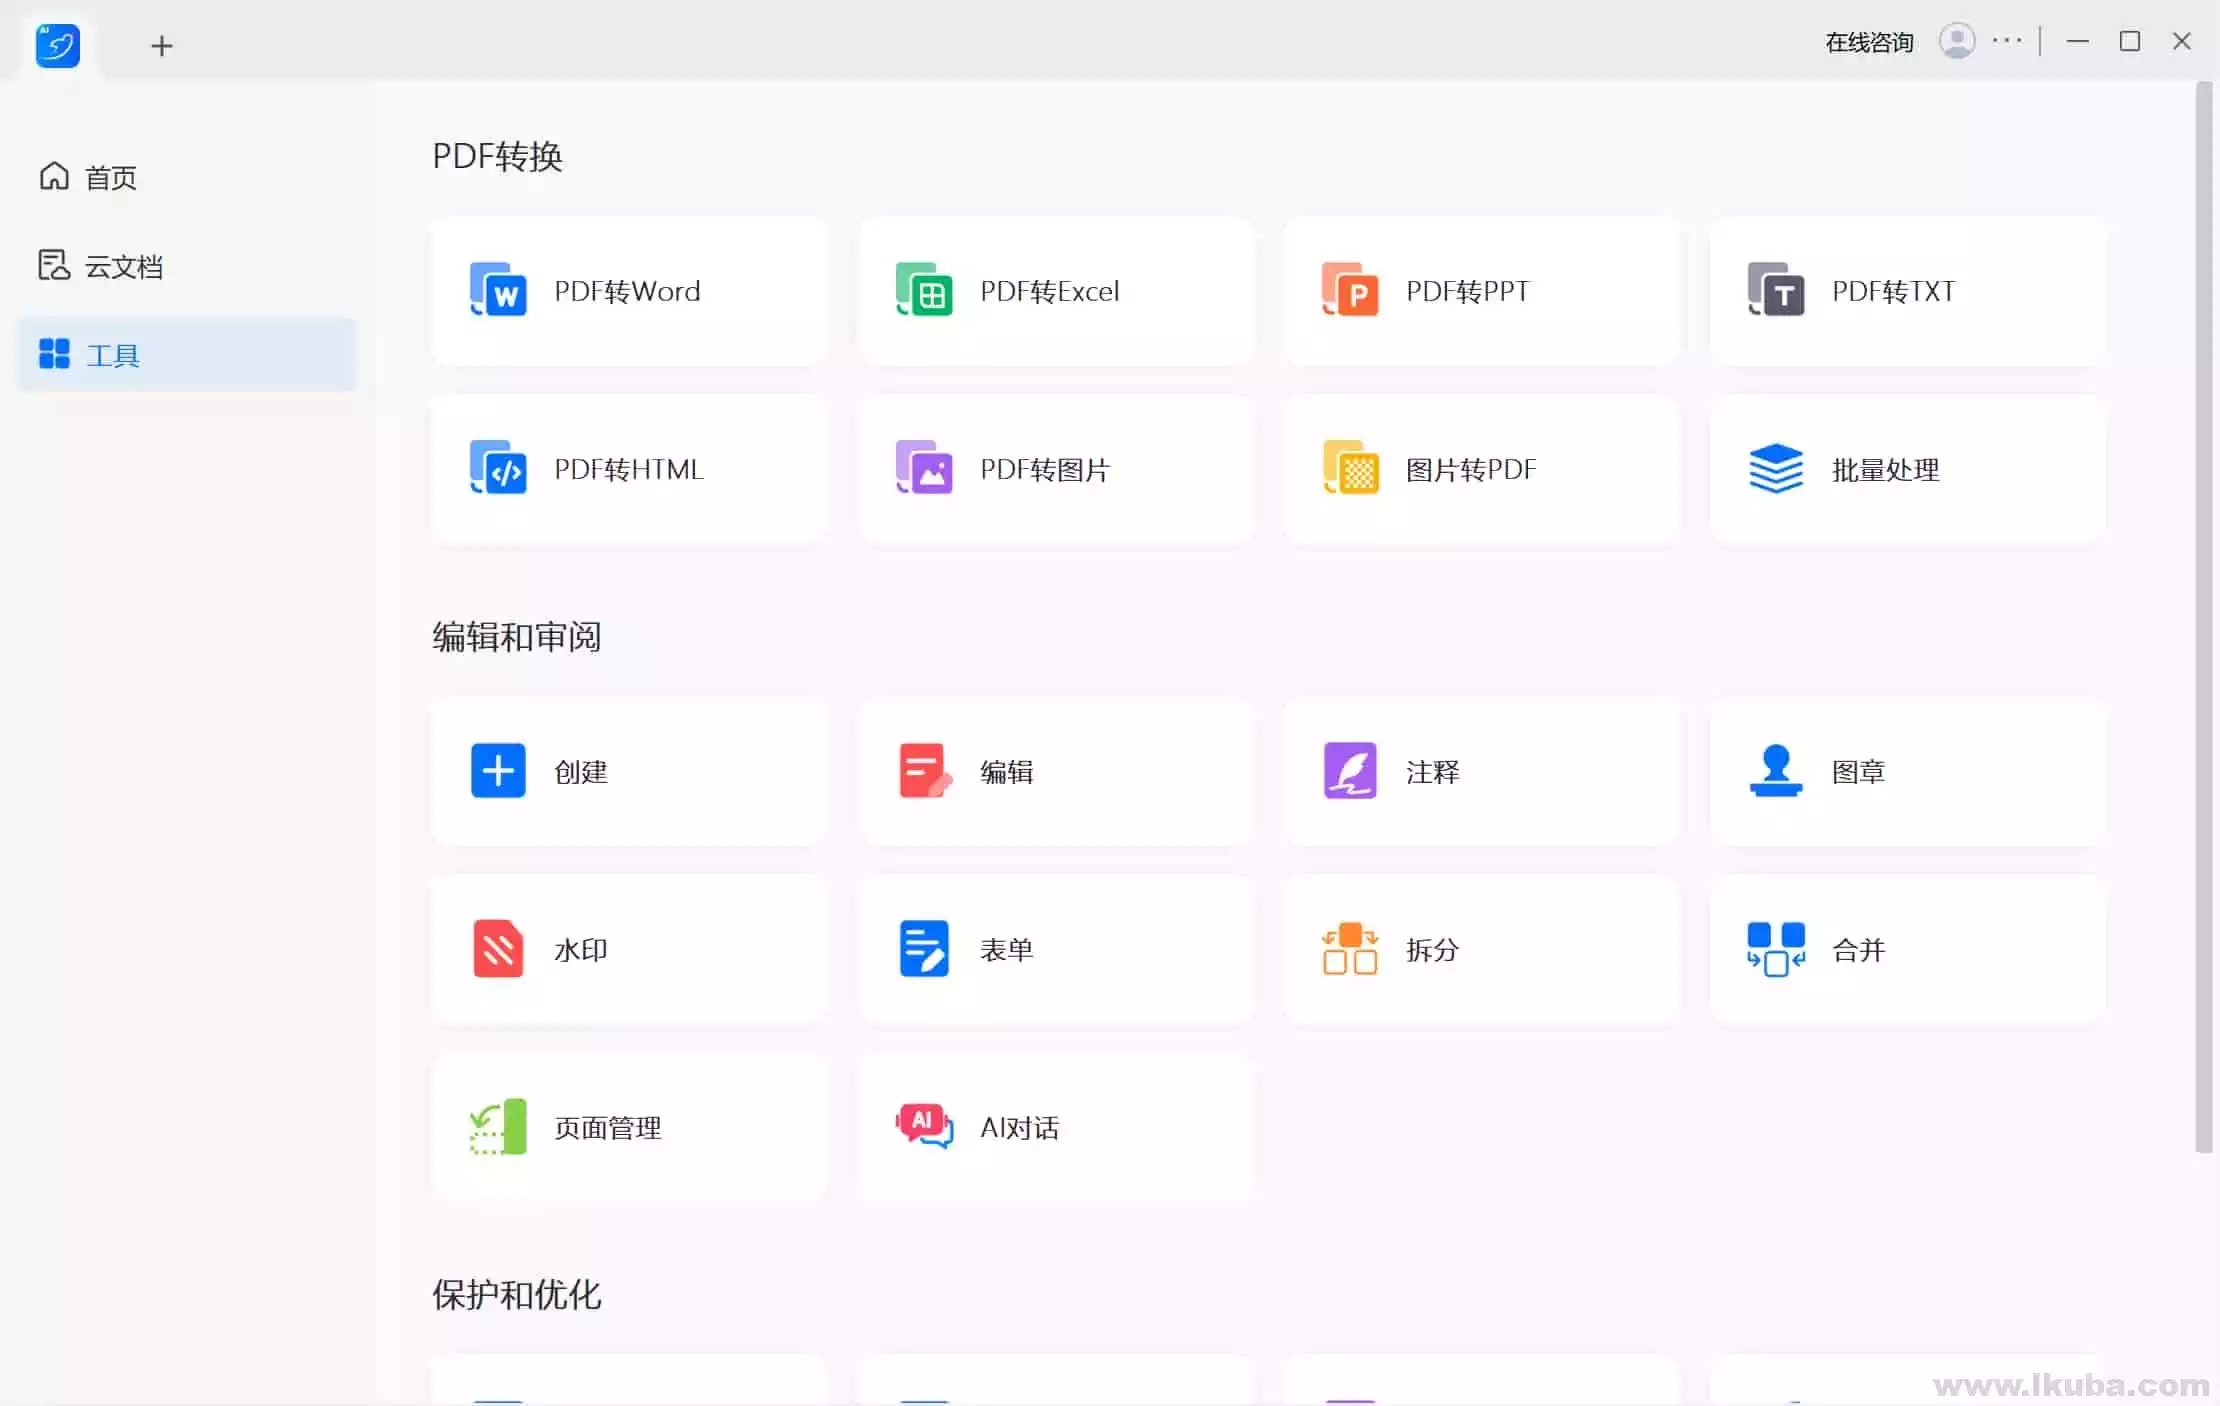 AI
在线咨询
首页
云文档
工具
PDF转换
W
PDF转Word
PDF转Excel
P
PDF转PPT
T
PDF转TXT
</>
PDF转HTML
PDF转图片
图片转PDF
批量处理
编辑和审阅
创建
编辑
注释
图章
水印
表单
拆分
合并
页面管理
AI
AI对话
保护和优化
www.lkuba.com